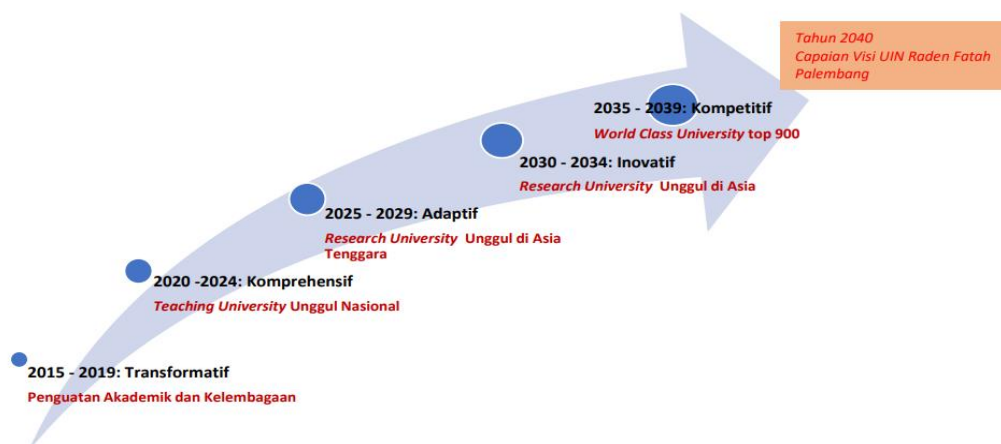 Tahun 2040
Capaian Visi UIN Raden Fatah
Palembang
2035 - 2039: Kompetitif
World Class University top 900
2030 - 2034: Inovatif
Research University Unggul di Asia
2025 - 2029: Adaptif
Research University Unggul di Asia
Tenggara
2020 -2024: Komprehensif
Teaching University Unggul Nasional
2015 - 2019: Transformatif
Penguatan Akademik dan Kelembagaan